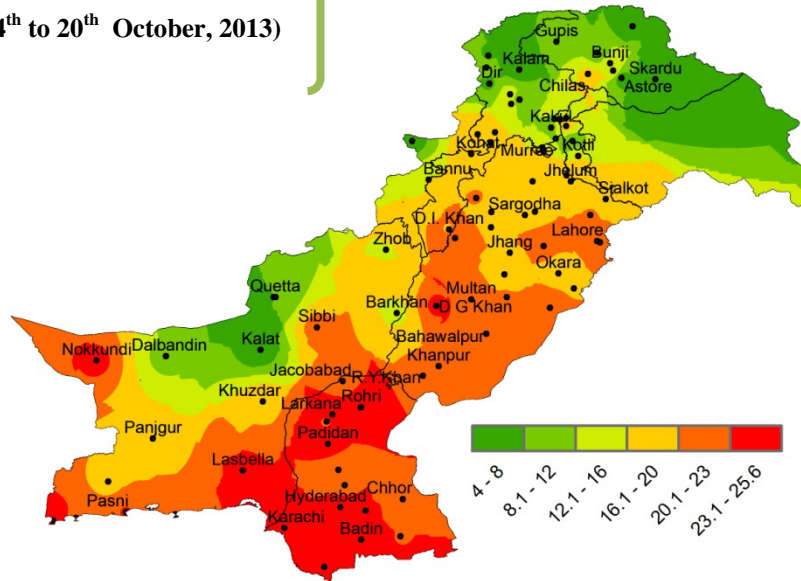 4th to 20th October, 2013)
Gupis
Kalam
Bunji
Dir
Skardu
Chilas
Astore
Kakul
Kohat
Murree
Kotli
Bannu
Jhelum
Sialkot
Sargodha
D.I. Khan
Lahore
Zhob
Jhang
Okara
Quetta
Multan
Barkhan
D G Khan
Sibbi
Bahawalpur
Nokkundi
Dalbandin
Kalat
Khanpur
Jacobabad
R.Y.Khan
Khuzdar
Larkana
Rohri
Panjgur
Padidan
Lasbella
Pasni
Chhor
Hyderabad
Karachi
Badin
4 - 8
8.1 - 12
12.1 - 16
16.1 - 20
20.1 - 23
23.1 - 25.6